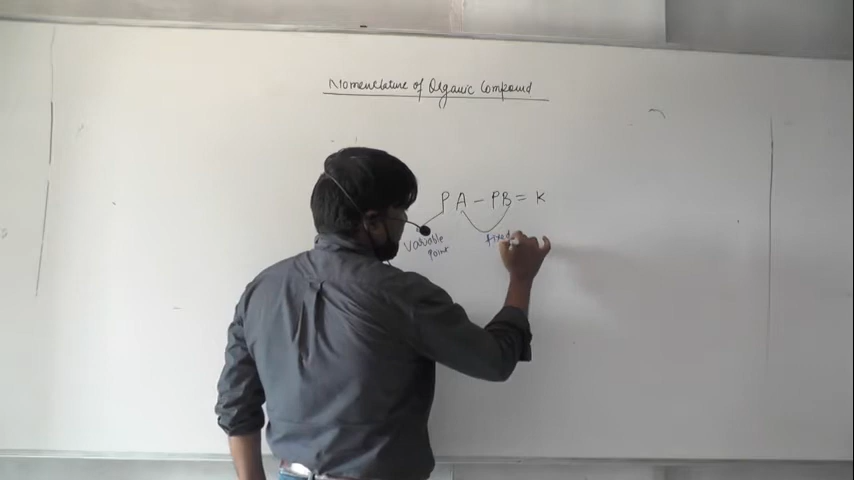 Nomenclature of Organic Compound
PA - PB = K
Variable
Point
fixed